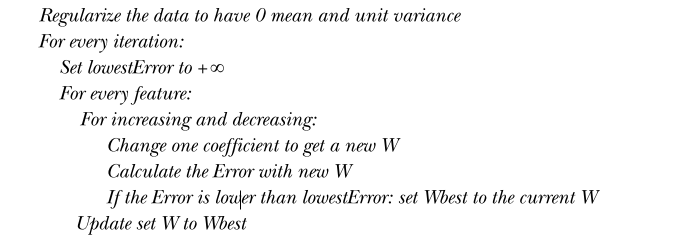 Regularize the data to have 0 mean and unit variance
For every iteration:
Set lowestError to +∞
For every feature:
For increasing and decreasing:
Change one coefficient to get a new W
Calculate the Error with new W
If the Error is lower than lowestError: set Wbest to the current W
Update set W to Wbest